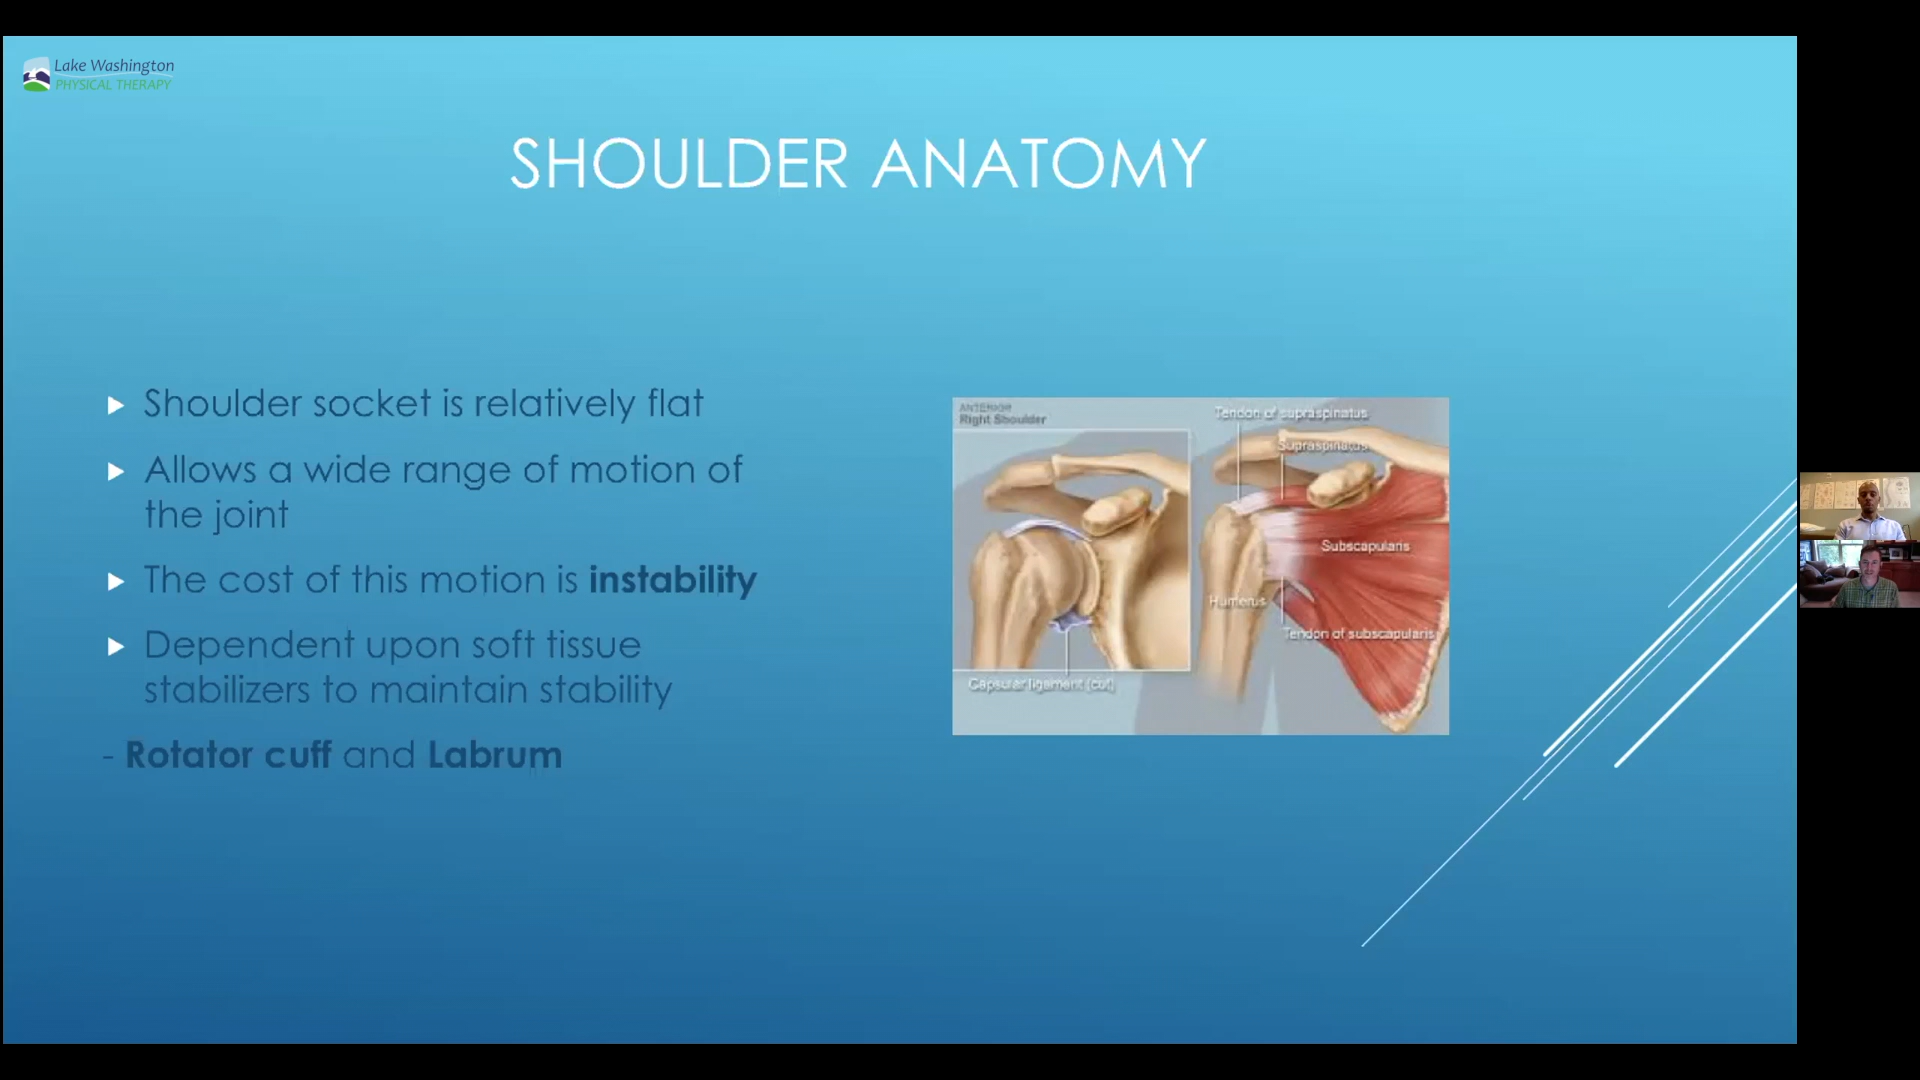 Lake Washington
PHYSICAL THERAPY
SHOULDER ANATOMY
Shoulder socket is relatively flat
Allows a wide range of motion of
the joint
The cost of this motion is instability
Dependent upon soft tissue
stabilizers to maintain stability
- Rotator cuff and Labrum
ANTERIOR
Right Shoulder
Tendon of supraspinatus
Supraspinatus
Subscapularis
Humerus
Tendon of subscapularis
Capsular ligament (cut)